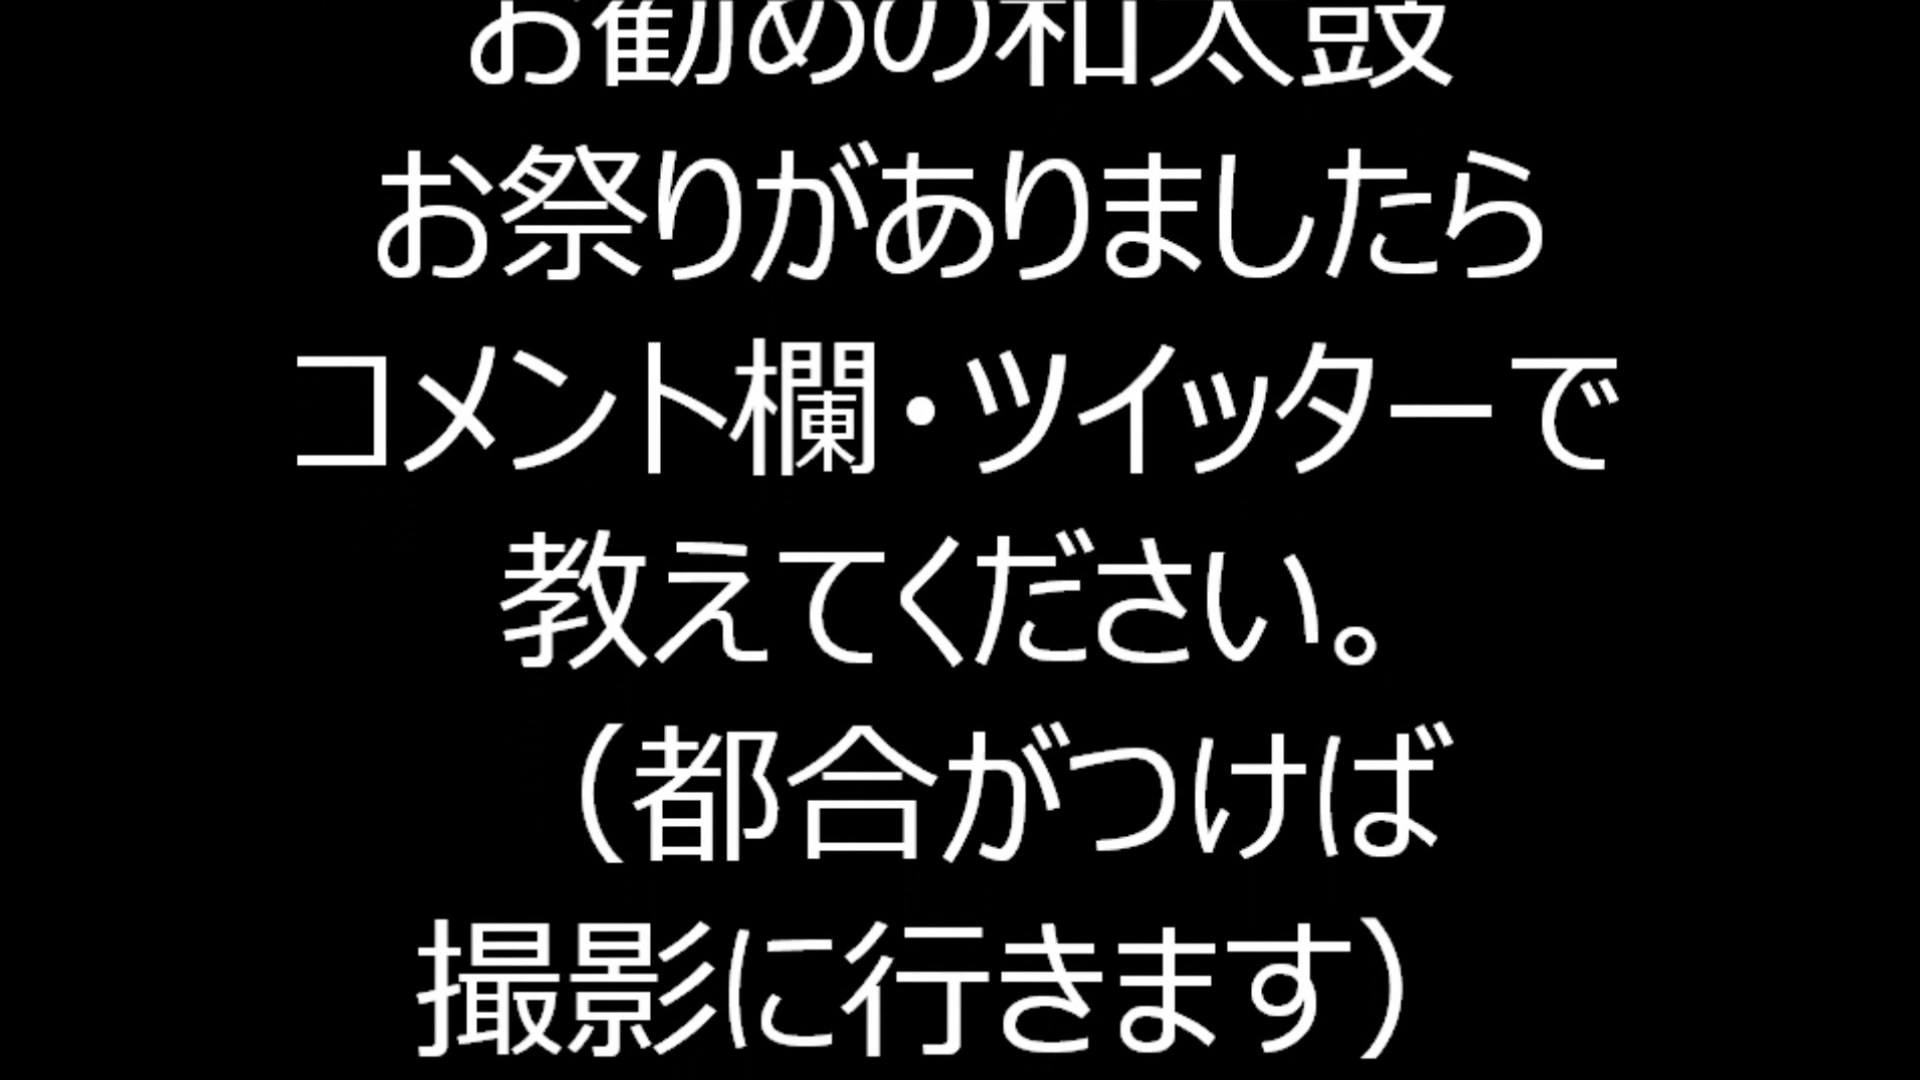 お勧めの和太鼓
お祭りがありましたら
コメント欄・ツイッターで
教えてください。
（都合がつけば
撮影に行きます）